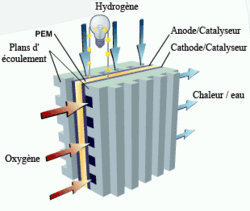 Hydrogène
PEM
Anode/Catalyseur
Cathode/Catalyseur
Plans d'
écoulement
Chaleur / eau
Oxygène